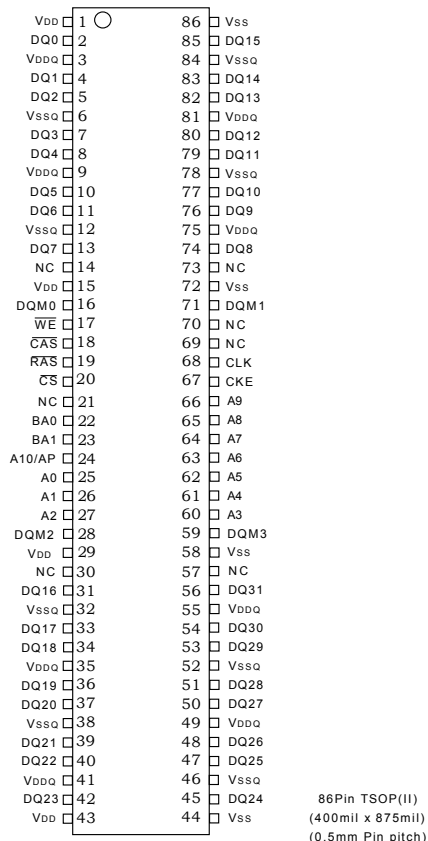 VDD 1 86 VSS
DQ0 2 85 DQ15
VDDQ 3 84 VSSQ
DQ1 4 83 DQ14
DQ2 5 82 DQ13
VSSQ 6 81 VDDQ
DQ3 7 80 DQ12
DQ4 8 79 DQ11
VDDQ 9 78 VSSQ
DQ5 10 77 DQ10
DQ6 11 76 DQ9
VSSQ 12 75 VDDQ
DQ7 13 74 DQ8
NC 14 73 NC
VDD 15 72 VSS
DQM0 16 71 DQM1
W̅E̅ 17 70 NC
C̅A̅S̅ 18 69 NC
R̅A̅S̅ 19 68 CLK
C̅S̅ 20 67 CKE
NC 21 66 A9
BA0 22 65 A8
BA1 23 64 A7
A10/AP 24 63 A6
A0 25 62 A5
A1 26 61 A4
A2 27 60 A3
DQM2 28 59 DQM3
VDD 29 58 VSS
NC 30 57 NC
DQ16 31 56 DQ31
VSSQ 32 55 VDDQ
DQ17 33 54 DQ30
DQ18 34 53 DQ29
VDDQ 35 52 VSSQ
DQ19 36 51 DQ28
DQ20 37 50 DQ27
VSSQ 38 49 VDDQ
DQ21 39 48 DQ26
DQ22 40 47 DQ25
VDDQ 41 46 VSSQ
DQ23 42 45 DQ24
VDD 43 44 VSS
86Pin TSOP(II)
(400mil x 875mil)
(0.5mm Pin pitch)